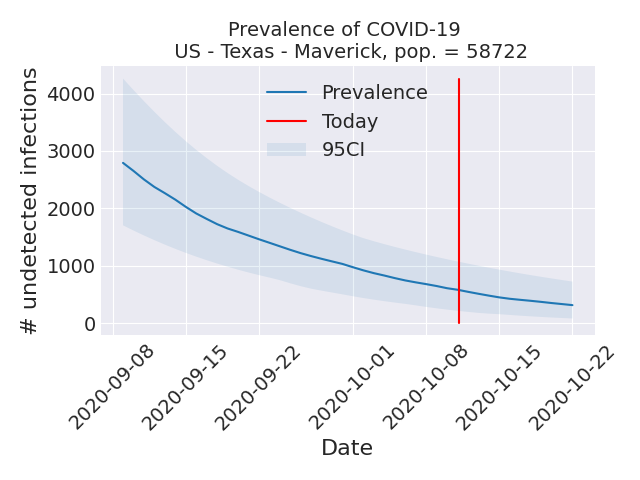 Prevalence of COVID-19
US - Texas - Maverick, pop. = 58722
# undetected infections
4000
3000
2000
1000
0
Prevalence
Today
95CI
2020-09-08
2020-09-15
2020-09-22
2020-10-01
2020-10-08
2020-10-15
2020-10-22
Date